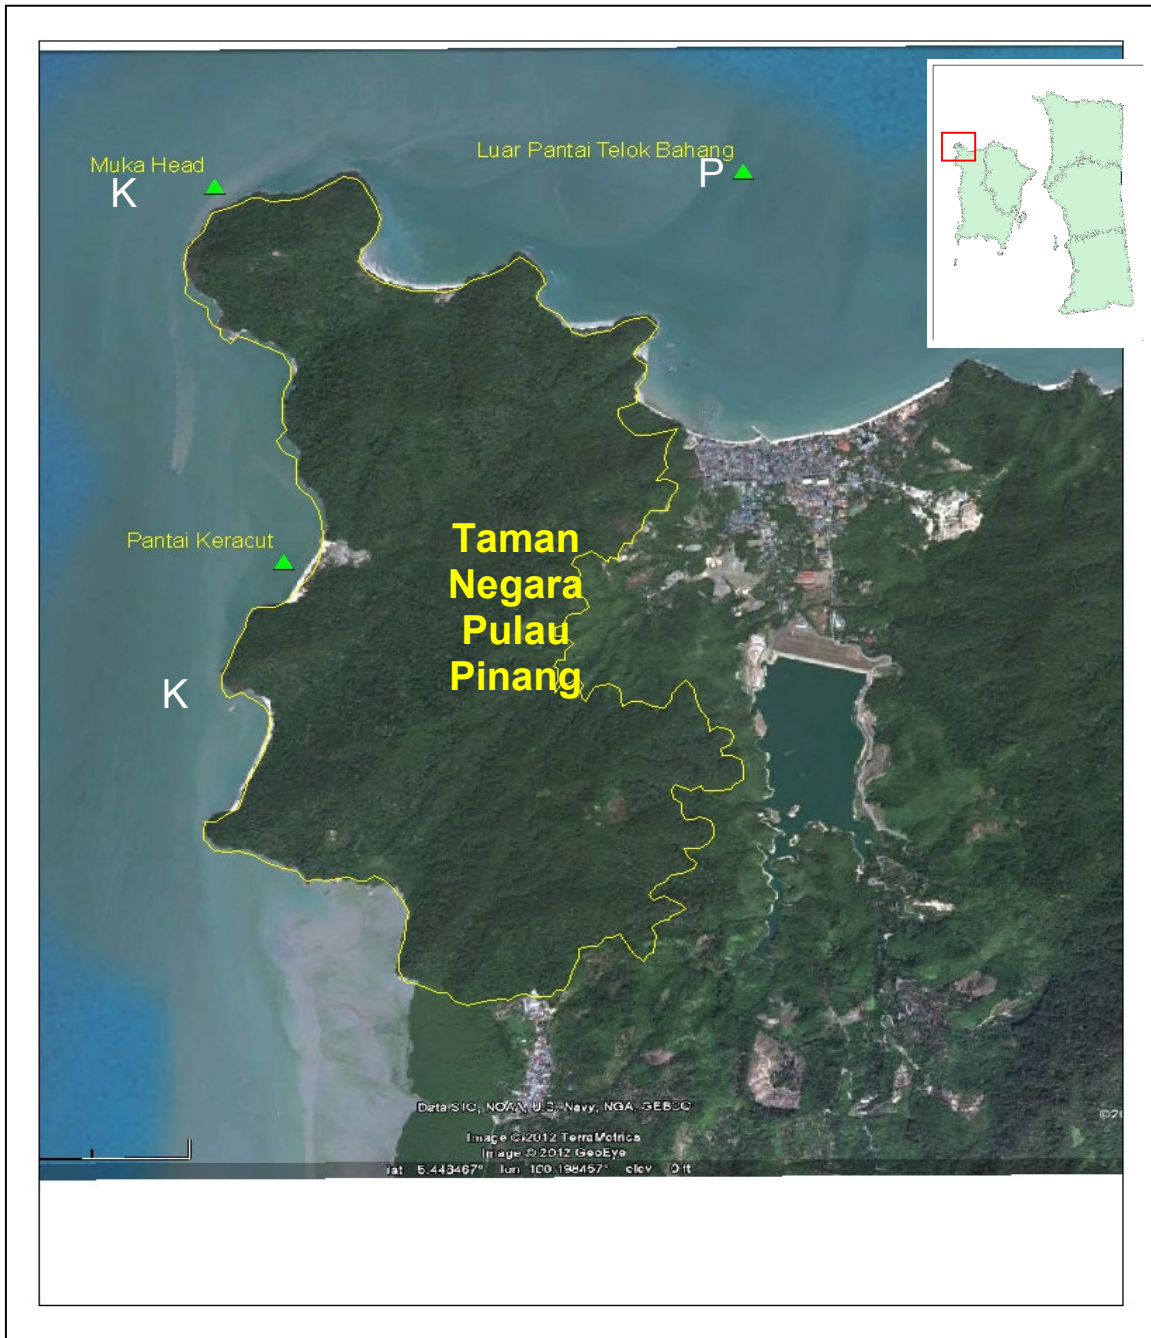 Muka Head
K
Luar Pantai Telok Bahang
P
Pantai Keracut
Taman
Negara
Pulau
Pinang
K
Data SIO, NOAA, U.S. Navy, NGA, GEBCO
Image © 2012 TerraMetrics
Image © 2012 GeoEye
©20
lat 5.448467° lon 100.198457° elev 0 ft